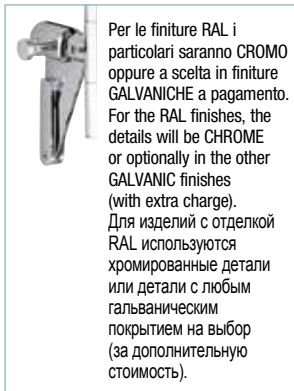 Per le finiture RAL i
particolari saranno CROMO
oppure a scelta in finiture
GALVANICHE a pagamento.
For the RAL finishes, the
details will be CHROME
or optionally in the other
GALVANIC finishes
(with extra charge).
Для изделий с отделкой
RAL используются
хромированные детали
или детали с любым
гальваническим
покрытием на выбор
(за дополнительную
стоимость).